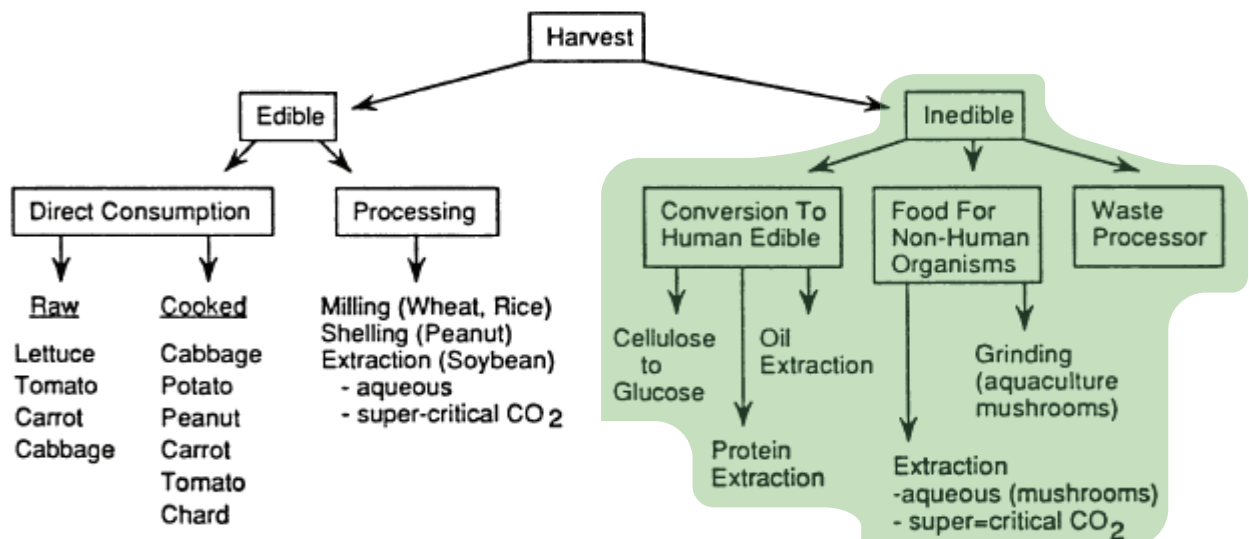 Harvest
Edible
Inedible
Direct Consumption
Processing
Conversion To
Human Edible
Food For
Non-Human
Organisms
Waste
Processor
Raw
Lettuce
Tomato
Carrot
Cabbage
Cooked
Cabbage
Potato
Peanut
Carrot
Tomato
Chard
Milling (Wheat, Rice)
Shelling (Peanut)
Extraction (Soybean)
- aqueous
- super-critical CO2
Cellulose
to
Glucose
Protein
Extraction
Oil
Extraction
Extraction
-aqueous (mushrooms)
- super=critical CO2
Grinding
(aquaculture
mushrooms)